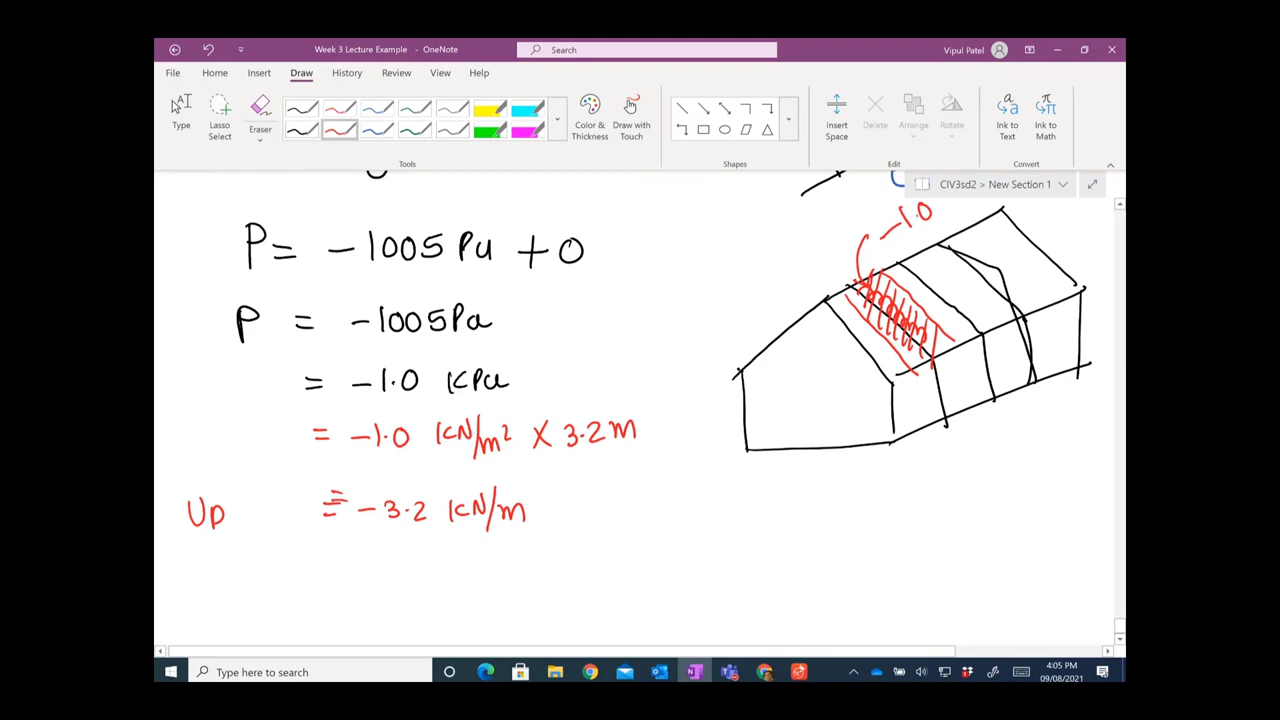 Week 3 Lecture Example - OneNote
Search
Vipul Patel
File Home Insert Draw History Review View Help
Type
Lasso Select
Eraser
Color & Thickness
Draw with Touch
Insert Space
Delete
Arrange
Rotate
Ink to Text
Ink to Math
Tools
Shapes
Edit
Convert
CIV3sd2 > New Section 1
-1.0
P = -1005 Pa + 0
P = -1005 Pa
= -1.0 KPa
= -1.0 KN/m² X 3.2 m
UD = -3.2 KN/m
Type here to search
4:05 PM
09/08/2021